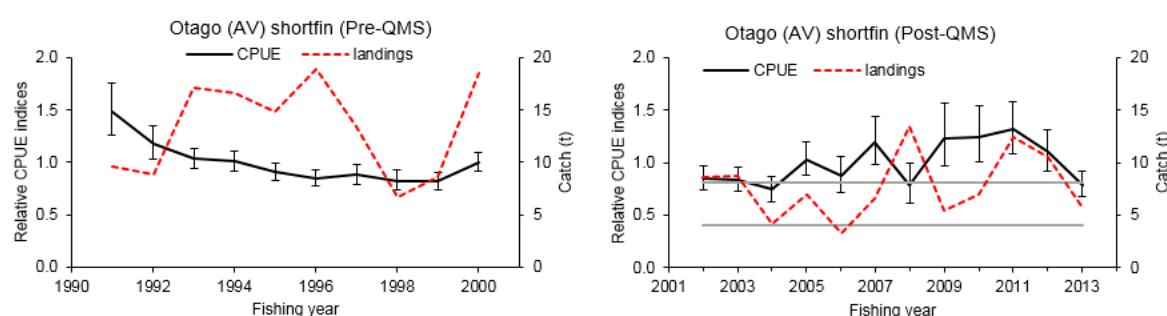 Otago (AV) shortfin (Pre-QMS)
CPUE landings
Relative CPUE indices
2.0
1.5
1.0
0.5
0.0
20
15
10
5
0
Catch (t)
1990 1992 1994 1996 1998 2000
Fishing year
Otago (AV) shortfin (Post-QMS)
CPUE landings
Relative CPUE indices
2.0
1.5
1.0
0.5
0.0
20
15
10
5
0
Catch (t)
2001 2003 2005 2007 2009 2011 2013
Fishing year